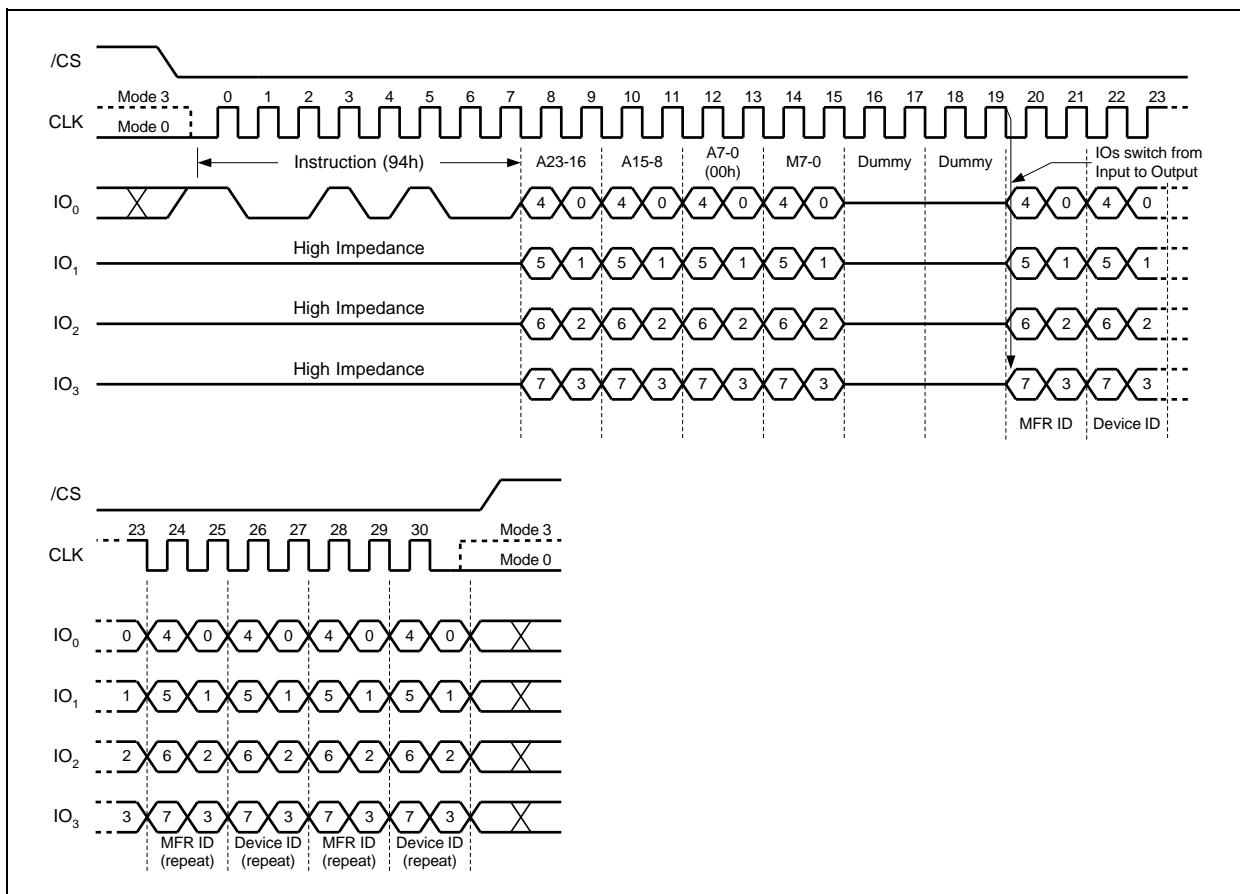 /CS
Mode 3 0 1 2 3 4 5 6 7 8 9 10 11 12 13 14 15 16 17 18 19 20 21 22 23
CLK
Mode 0
Instruction (94h) A23-16 A15-8 A7-0 (00h) M7-0 Dummy Dummy IOs switch from Input to Output
IO0 4 0 4 0 4 0 4 0 4 0 4 0
High Impedance
IO1 5 1 5 1 5 1 5 1 5 1 5 1
High Impedance
IO2 6 2 6 2 6 2 6 2 6 2 6 2
High Impedance
IO3 7 3 7 3 7 3 7 3 7 3 7 3
MFR ID Device ID
/CS
23 24 25 26 27 28 29 30 Mode 3
CLK
Mode 0
IO0 0 4 0 4 0 4 0 4 0
IO1 1 5 1 5 1 5 1 5 1
IO2 2 6 2 6 2 6 2 6 2
IO3 3 7 3 7 3 7 3 7 3
MFR ID (repeat) Device ID (repeat) MFR ID (repeat) Device ID (repeat)